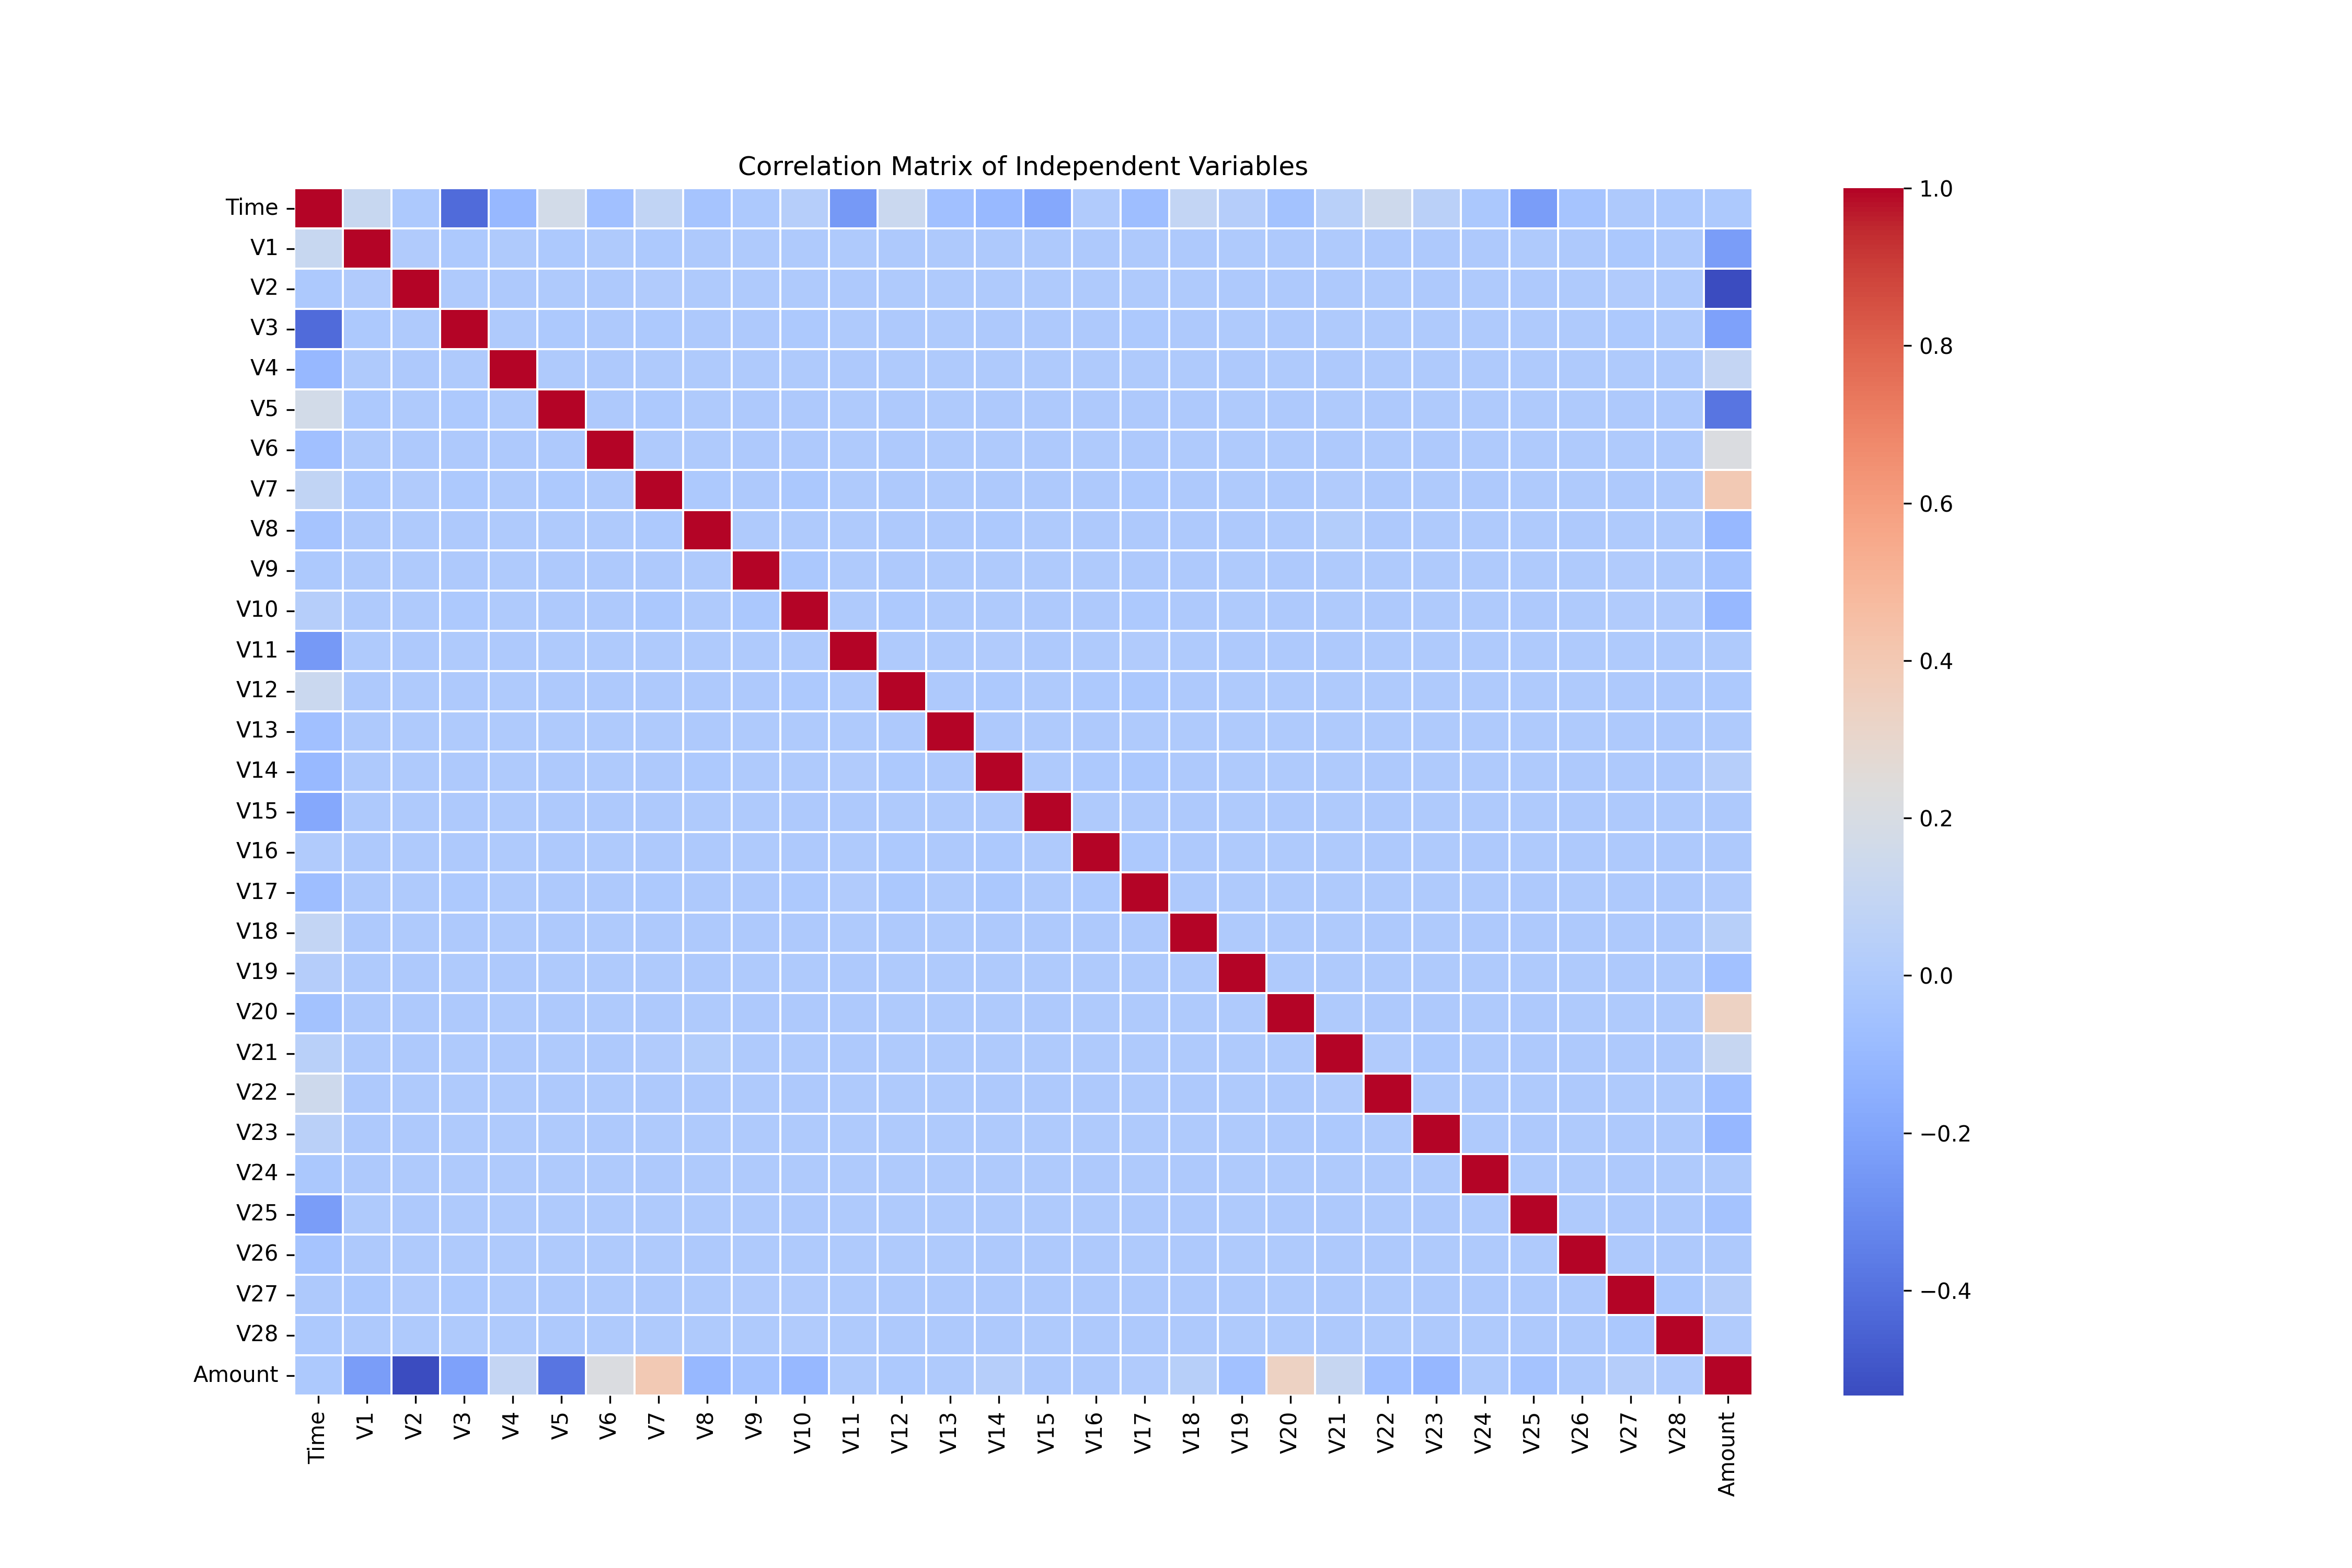 Correlation Matrix of Independent Variables
Time
V1
V2
V3
V4
V5
V6
V7
V8
V9
V10
V11
V12
V13
V14
V15
V16
V17
V18
V19
V20
V21
V22
V23
V24
V25
V26
V27
V28
Amount
Time V1 V2 V3 V4 V5 V6 V7 V8 V9 V10 V11 V12 V13 V14 V15 V16 V17 V18 V19 V20 V21 V22 V23 V24 V25 V26 V27 V28 Amount
1.0
0.8
0.6
0.4
0.2
0.0
−0.2
−0.4